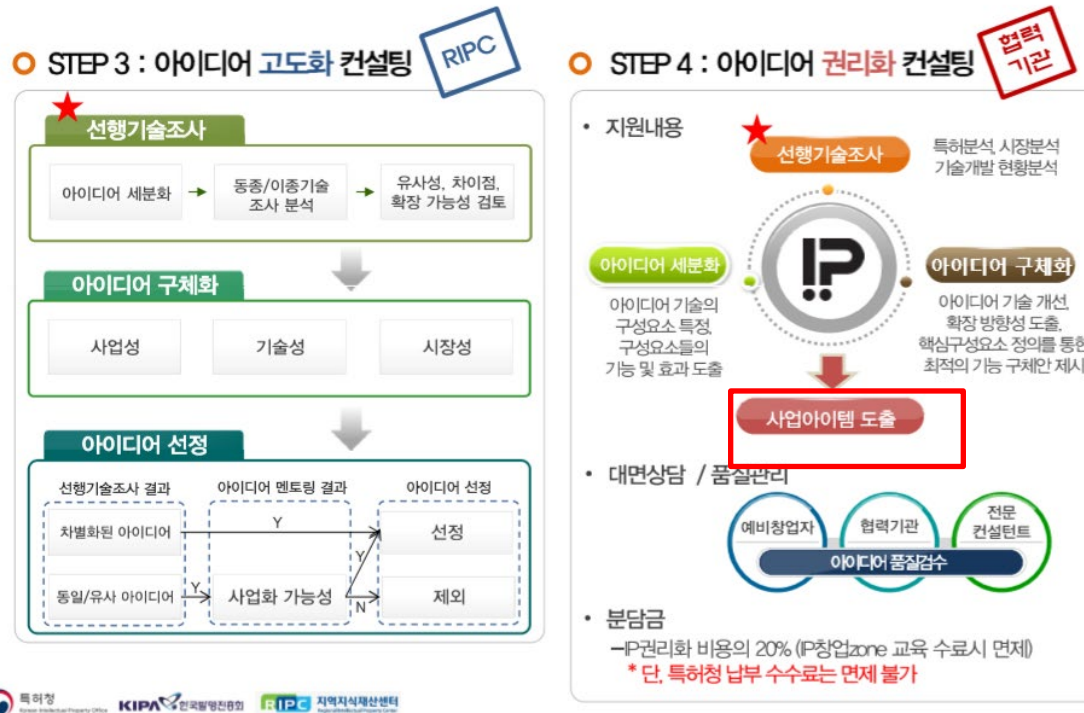 STEP 3 : 아이디어 고도화 컨설팅
RIPC
선행기술조사
아이디어 세분화
동종/이종기술
조사 분석
유사성, 차이점,
확장 가능성 검토
아이디어 구체화
사업성
기술성
시장성
아이디어 선정
선행기술조사 결과
아이디어 멘토링 결과
아이디어 선정
차별화된 아이디어
Y
선정
Y
동일/유사 아이디어
Y
사업화 가능성
N
제외
특허청
Korean Intellectual Property Office
KIPA 한국발명진흥회
RIPC 지역지식재산센터
Regional Intellectual Property Center
STEP 4 : 아이디어 권리화 컨설팅
협력
기관
• 지원내용
선행기술조사
특허분석, 시장분석
기술개발 현황분석
IP
아이디어 세분화
아이디어 기술의
구성요소 특정,
구성요소들의
기능 및 효과 도출
아이디어 구체화
아이디어 기술 개선,
확장 방향성 도출,
핵심구성요소 정의를 통한
최적의 기능 구체안 제시
사업아이템 도출
• 대면상담 / 품질관리
예비창업자
협력기관
전문
컨설턴트
아이디어 품질검수
• 분담금
–IP권리화 비용의 20% (IP창업zone 교육 수료시 면제)
* 단, 특허청 납부 수수료는 면제 불가